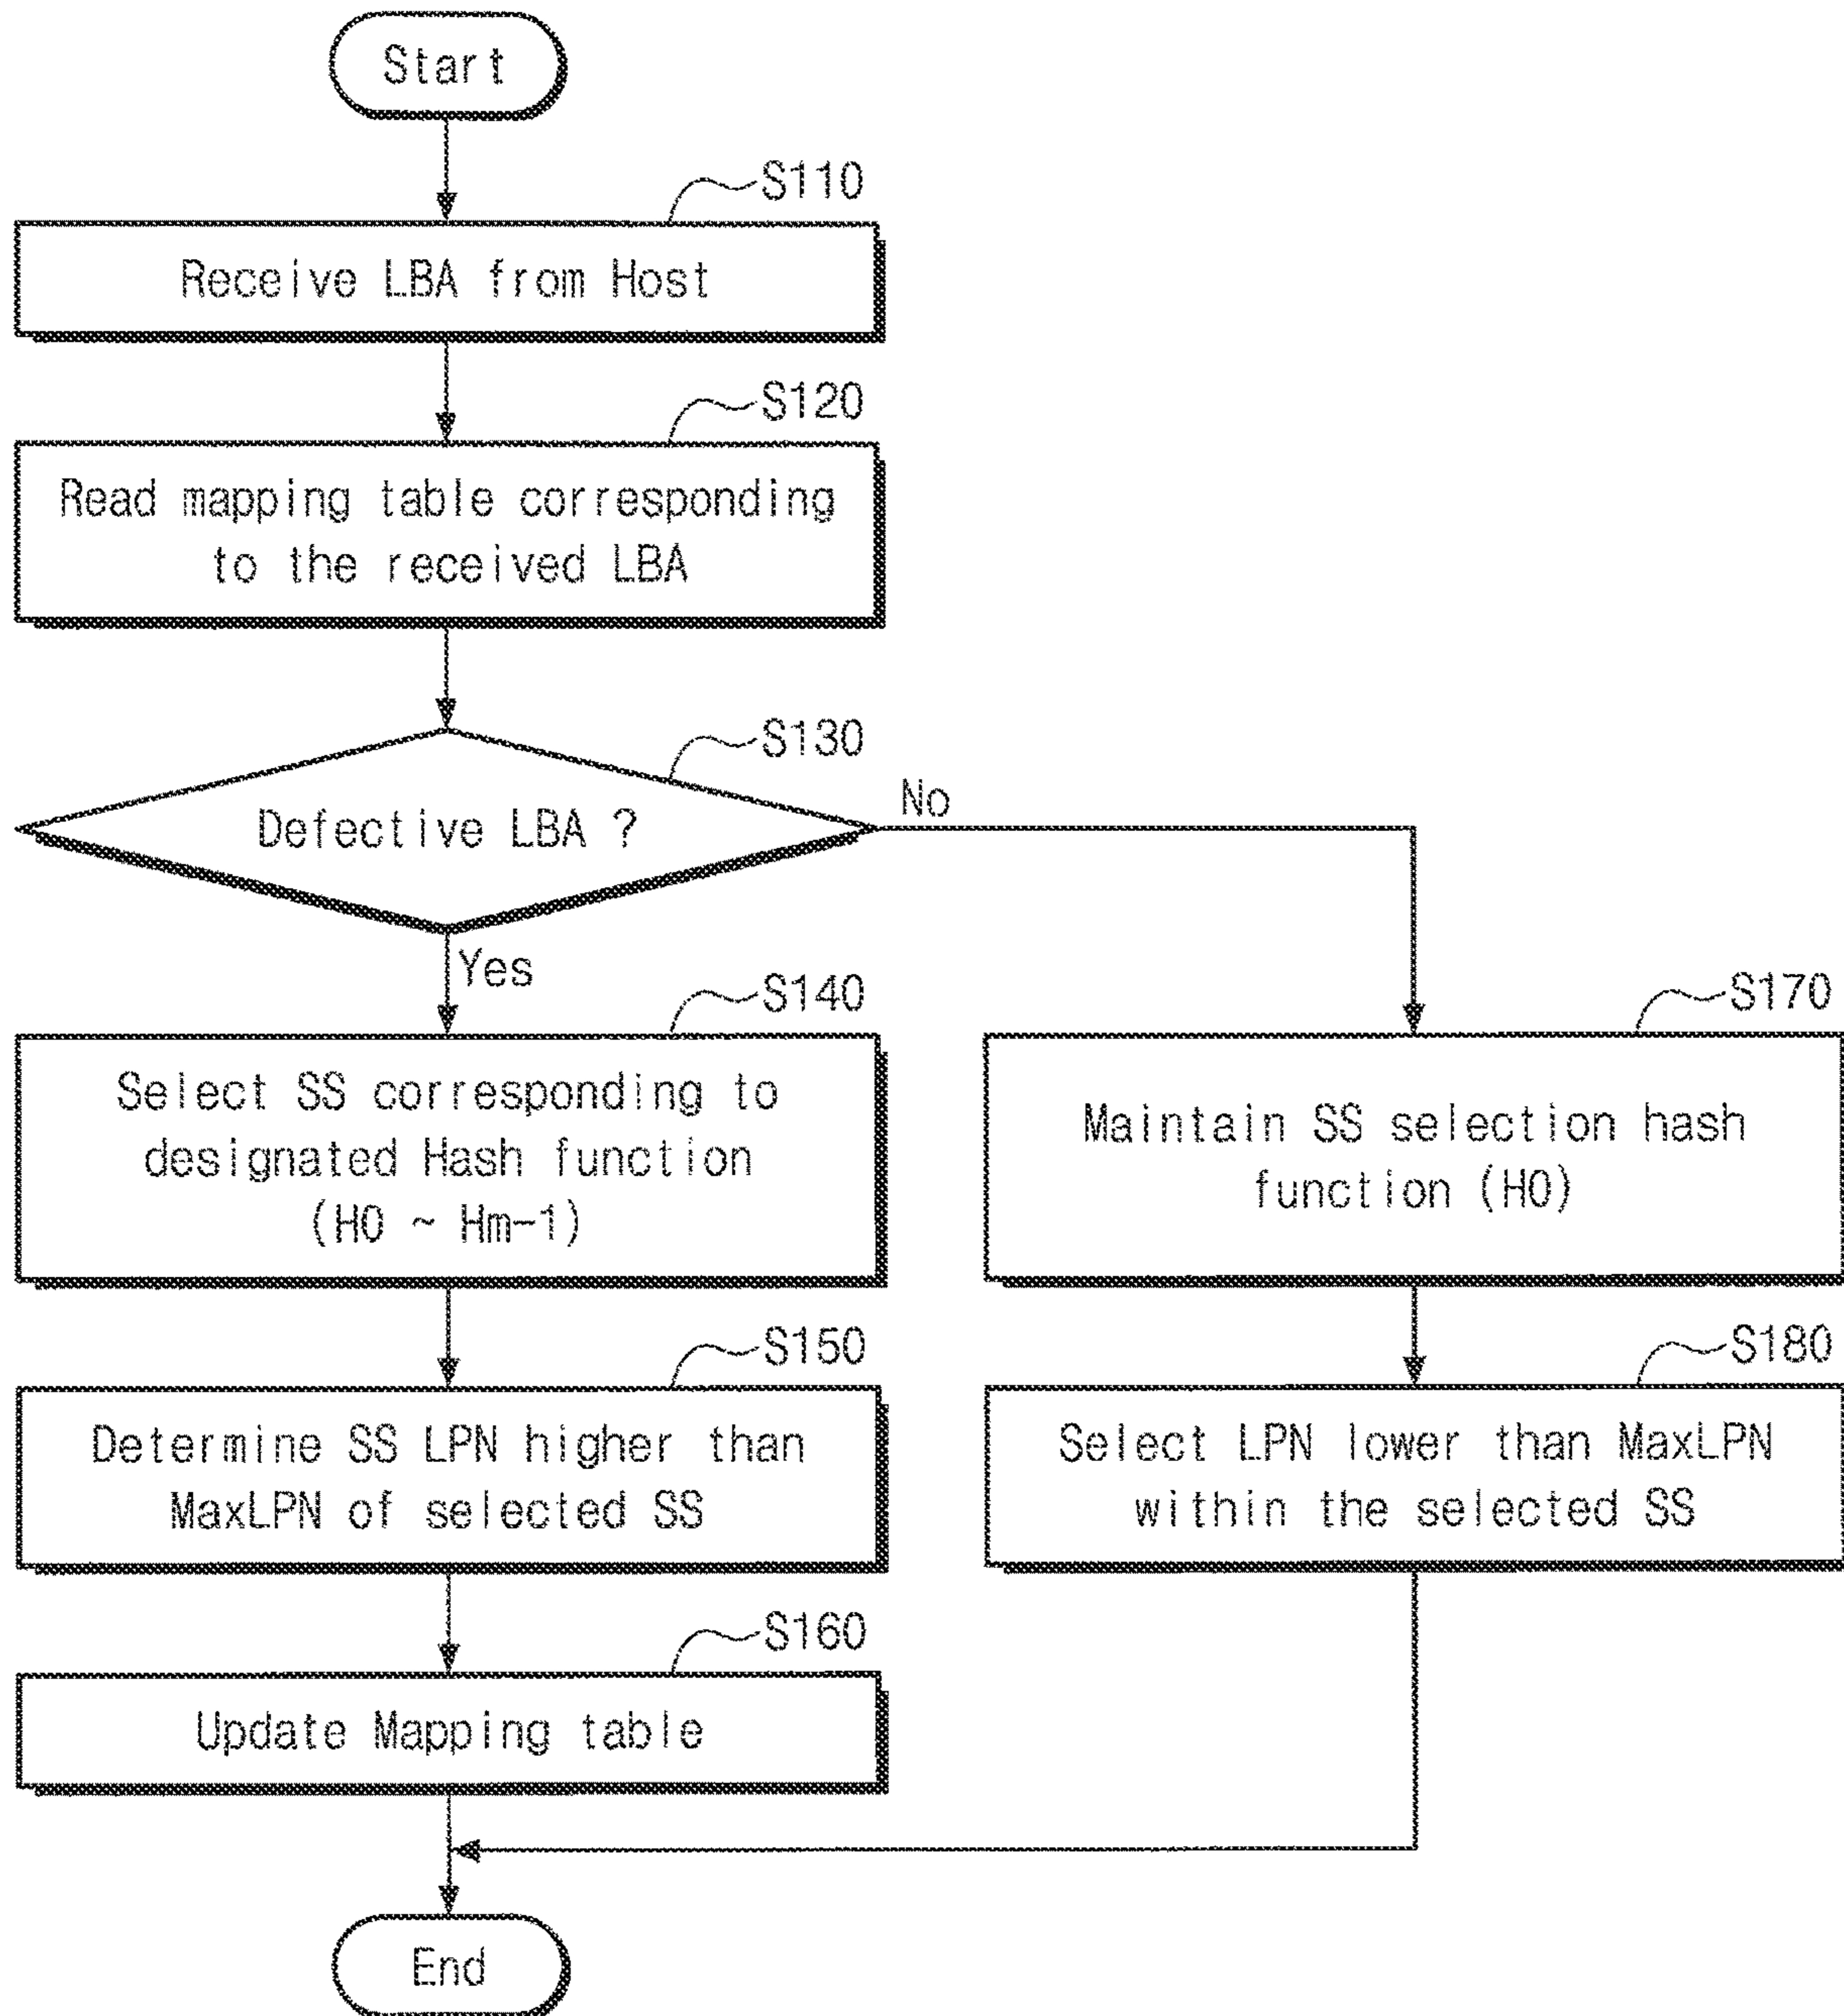 Start
S110
Receive LBA from Host
S120
Read mapping table corresponding
to the received LBA
S130
Defective LBA ?
No
Yes
S140
Select SS corresponding to
designated Hash function
(H0 ~ Hm-1)
S170
Maintain SS selection hash
function (H0)
S150
Determine SS LPN higher than
MaxLPN of selected SS
S180
Select LPN lower than MaxLPN
within the selected SS
S160
Update Mapping table
End